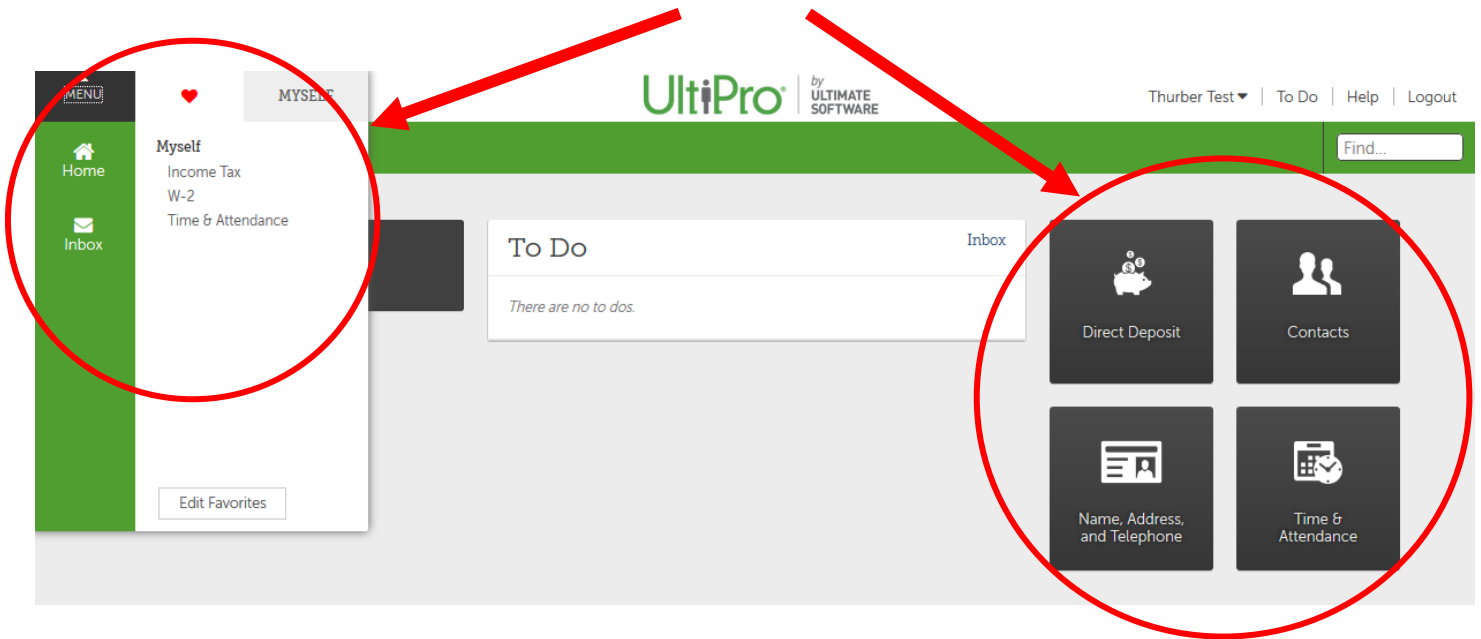 MENU
MYSELF
UltiPro
by
ULTIMATE
SOFTWARE
Thurber Test | To Do | Help | Logout
Home
Inbox
Myself
Income Tax
W-2
Time & Attendance
Edit Favorites
Find...
To Do
Inbox
There are no to dos.
Direct Deposit
Contacts
Name, Address,
and Telephone
Time &
Attendance